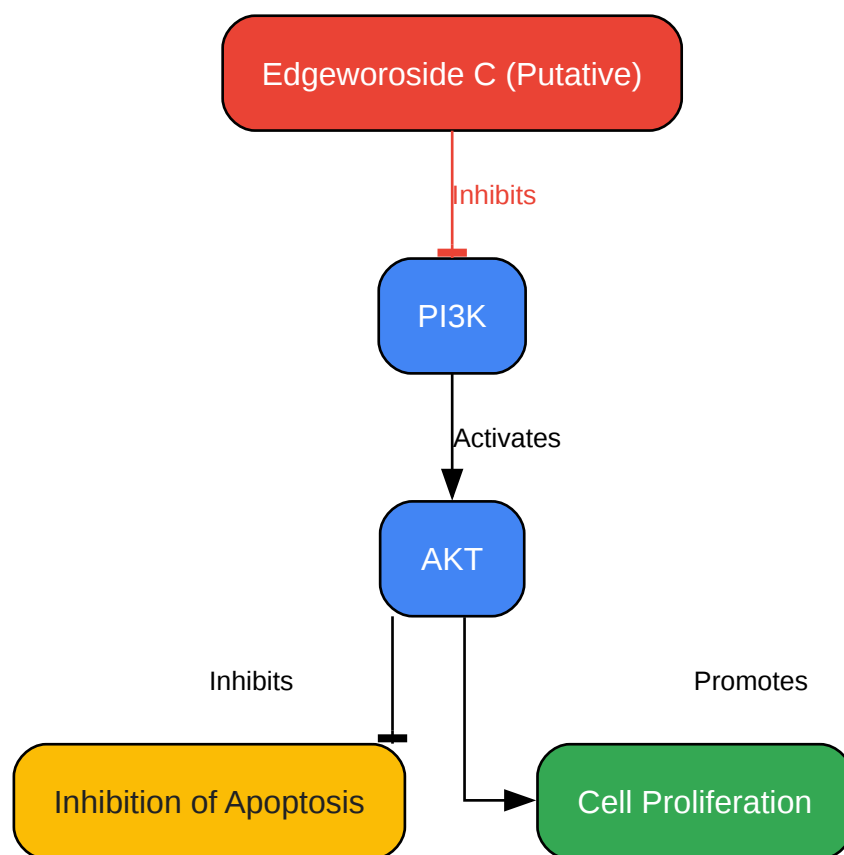 Edgeworoside C (Putative)
Inhibits
PI3K
Activates
AKT
Inhibits
Promotes
Inhibition of Apoptosis
Cell Proliferation